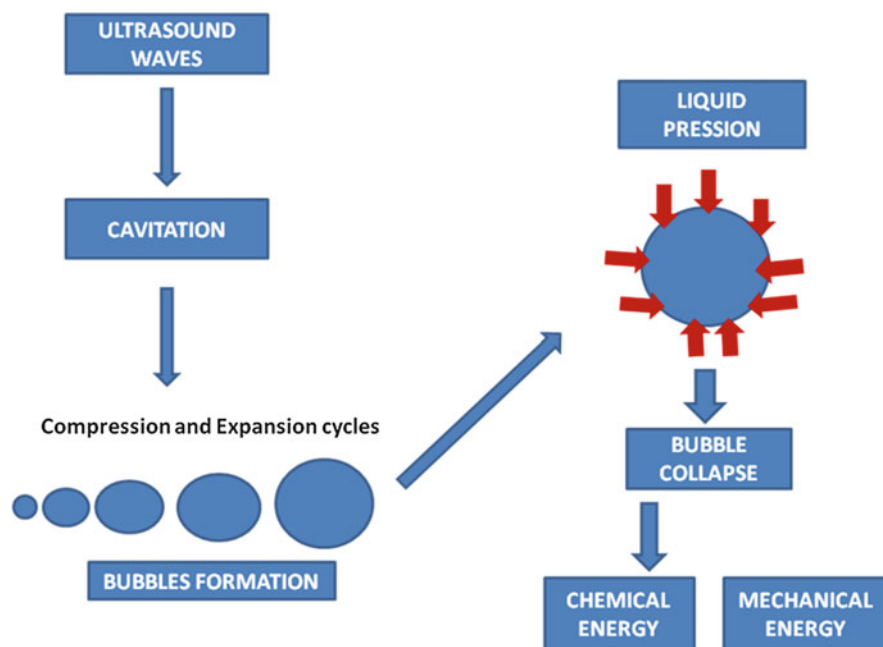 ULTRASOUND
WAVES
CAVITATION
Compression and Expansion cycles
BUBBLES FORMATION
LIQUID
PRESSION
BUBBLE
COLLAPSE
CHEMICAL
ENERGY
MECHANICAL
ENERGY